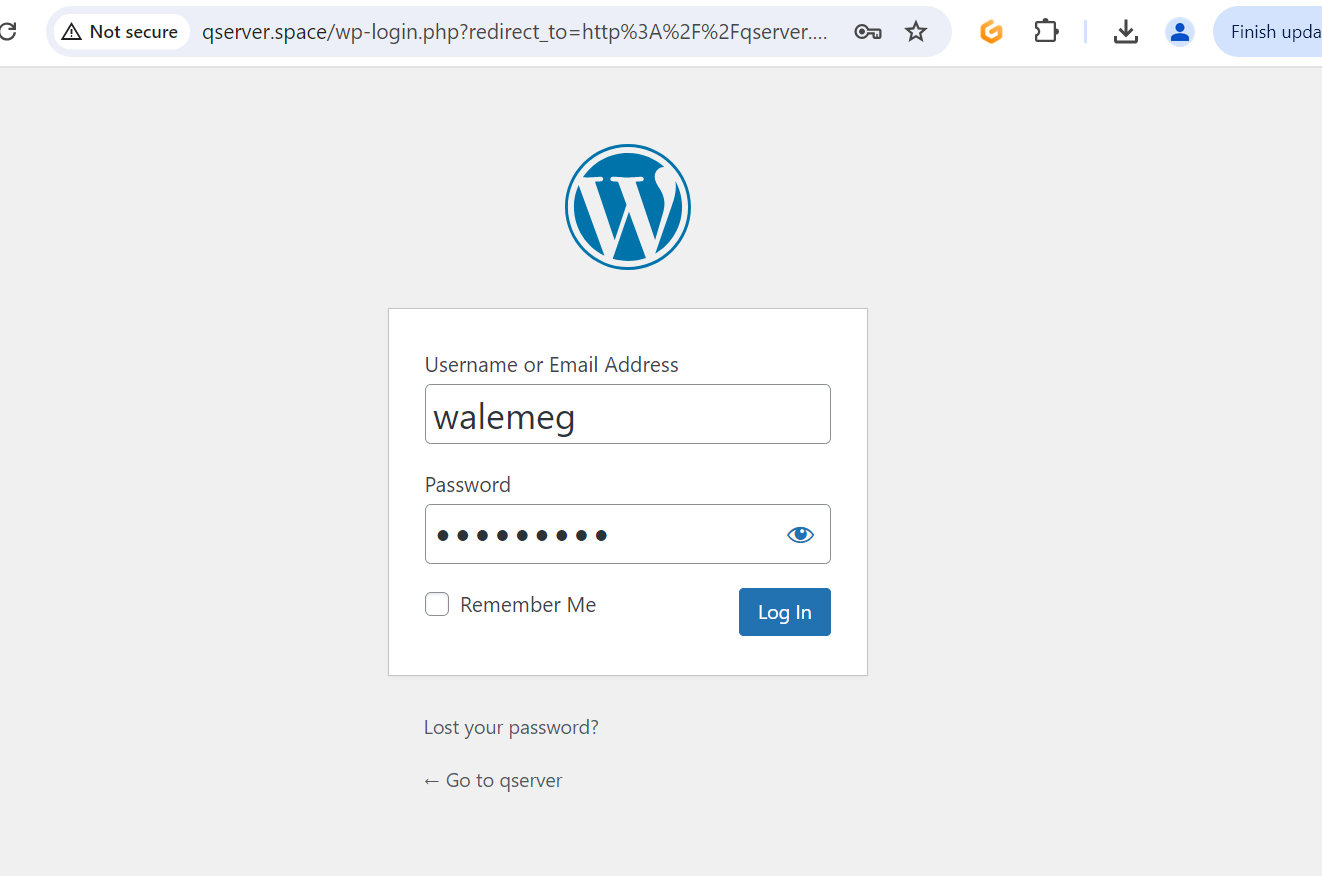 Not secure qserver.space/wp-login.php?redirect_to=http%3A%2F%2Fqserver.... Finish upda
Username or Email Address
walemeg
Password
•••••••••
Remember Me
Log In
Lost your password?
← Go to qserver